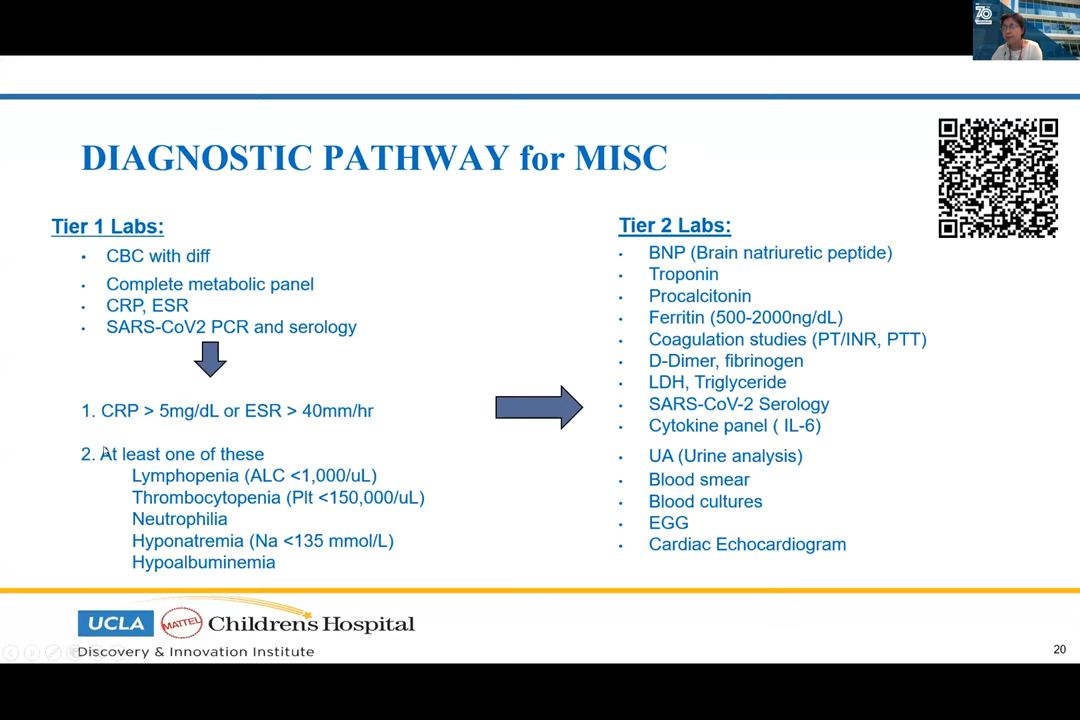 70
DIAGNOSTIC PATHWAY for MISC
Tier 1 Labs:
CBC with diff
Complete metabolic panel
CRP, ESR
SARS-CoV2 PCR and serology
1. CRP > 5mg/dL or ESR > 40mm/hr
2. At least one of these
Lymphopenia (ALC <1,000/uL)
Thrombocytopenia (Plt <150,000/uL)
Neutrophilia
Hyponatremia (Na <135 mmol/L)
Hypoalbuminemia
Tier 2 Labs:
BNP (Brain natriuretic peptide)
Troponin
Procalcitonin
Ferritin (500-2000ng/dL)
Coagulation studies (PT/INR, PTT)
D-Dimer, fibrinogen
LDH, Triglyceride
SARS-CoV-2 Serology
Cytokine panel ( IL-6)
UA (Urine analysis)
Blood smear
Blood cultures
EGG
Cardiac Echocardiogram
UCLA MATTEL Children's Hospital
Discovery & Innovation Institute
20